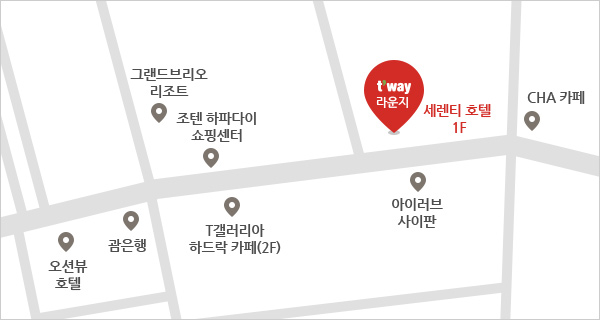 그랜드브리오
리조트
조텐 하파다이
쇼핑센터
t'way
라운지
세렌티 호텔
1F
CHA 카페
아이러브
사이판
T갤러리아
하드락 카페(2F)
괌은행
오션뷰
호텔